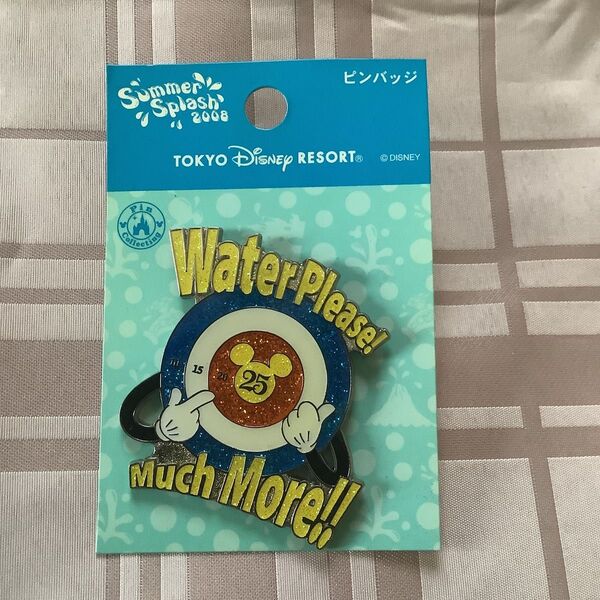 Summer
Splash
2008
ピンバッジ
TOKYO Disney RESORT®
© DISNEY
Pin
Collecting
Water Please!
15
25
Much More!!